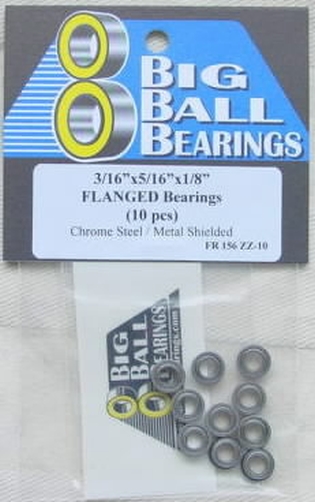 BIG
BALL
BEARINGS
3/16”x5/16”x1/8”
FLANGED Bearings
(10 pcs)
Chrome Steel / Metal Shielded
FR 156 ZZ-10
BIG
BALL
BEARINGS